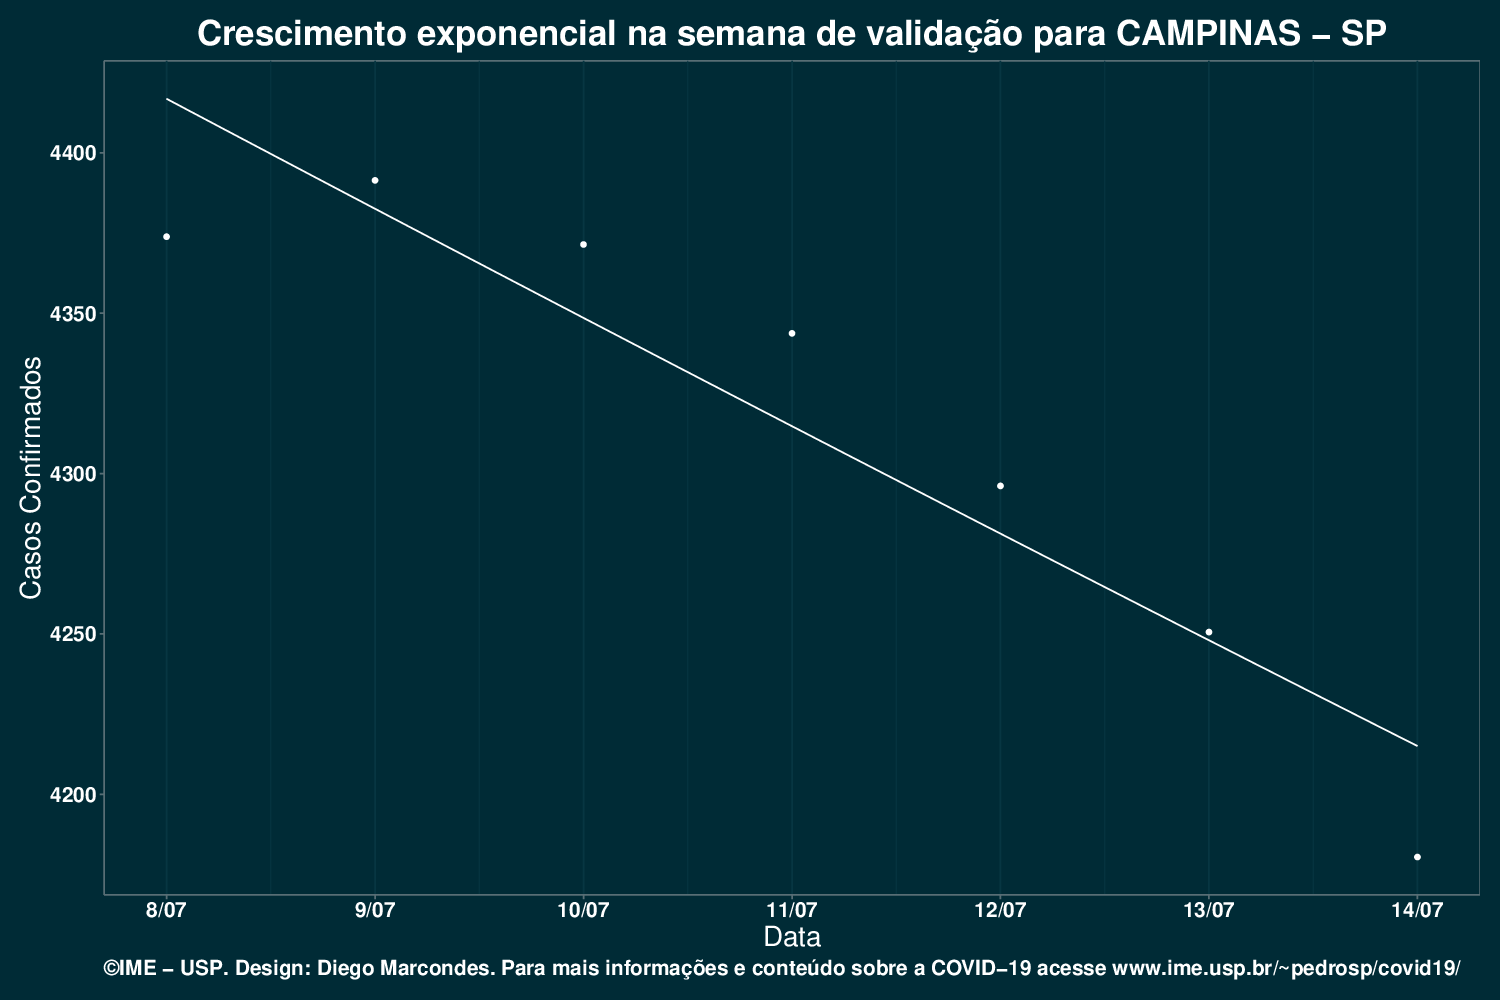 Crescimento exponencial na semana de validação para CAMPINAS – SP
4400
4350
4300
4250
4200
Casos Confirmados
8/07 9/07 10/07 11/07 12/07 13/07 14/07
Data
©IME – USP. Design: Diego Marcondes. Para mais informações e conteúdo sobre a COVID–19 acesse www.ime.usp.br/~pedrosp/covid19/